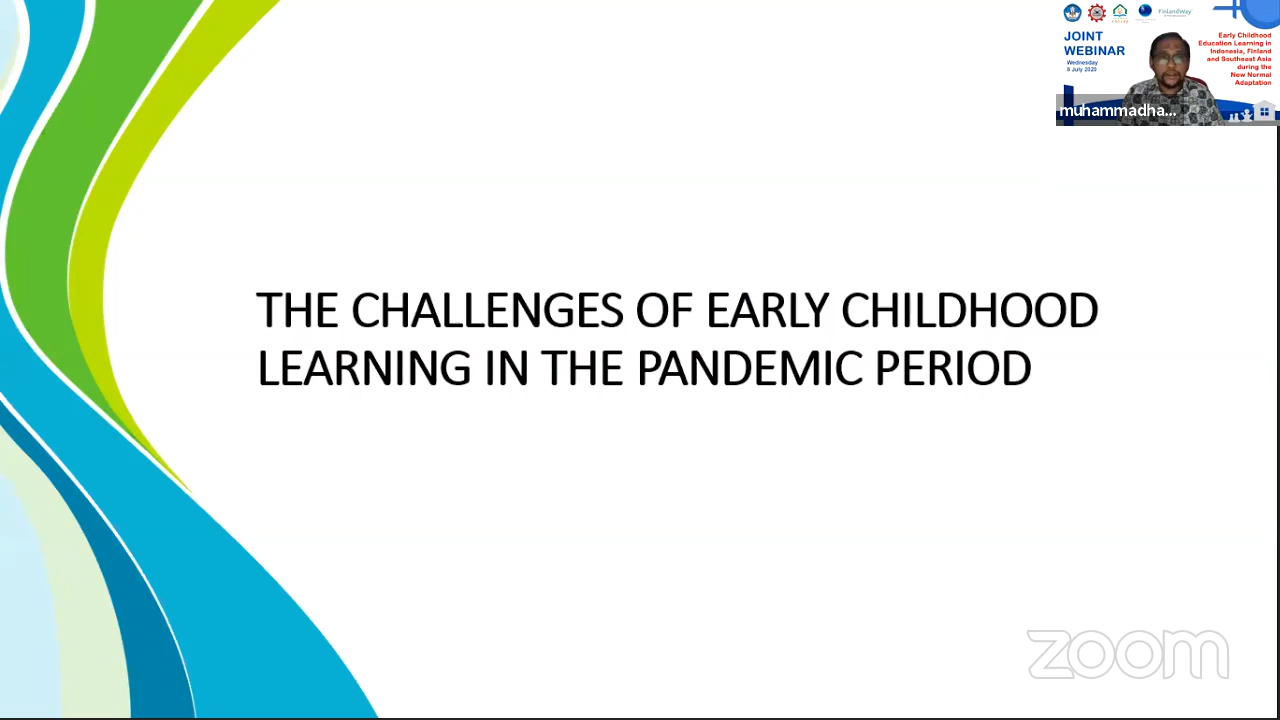 FinlandWay
JOINT
WEBINAR
Wednesday
8 July 2020
Early Childhood
Education Learning in
Indonesia, Finland
and Southeast Asia
during the
New Normal
Adaptation
muhammadha...
THE CHALLENGES OF EARLY CHILDHOOD
LEARNING IN THE PANDEMIC PERIOD
zoom